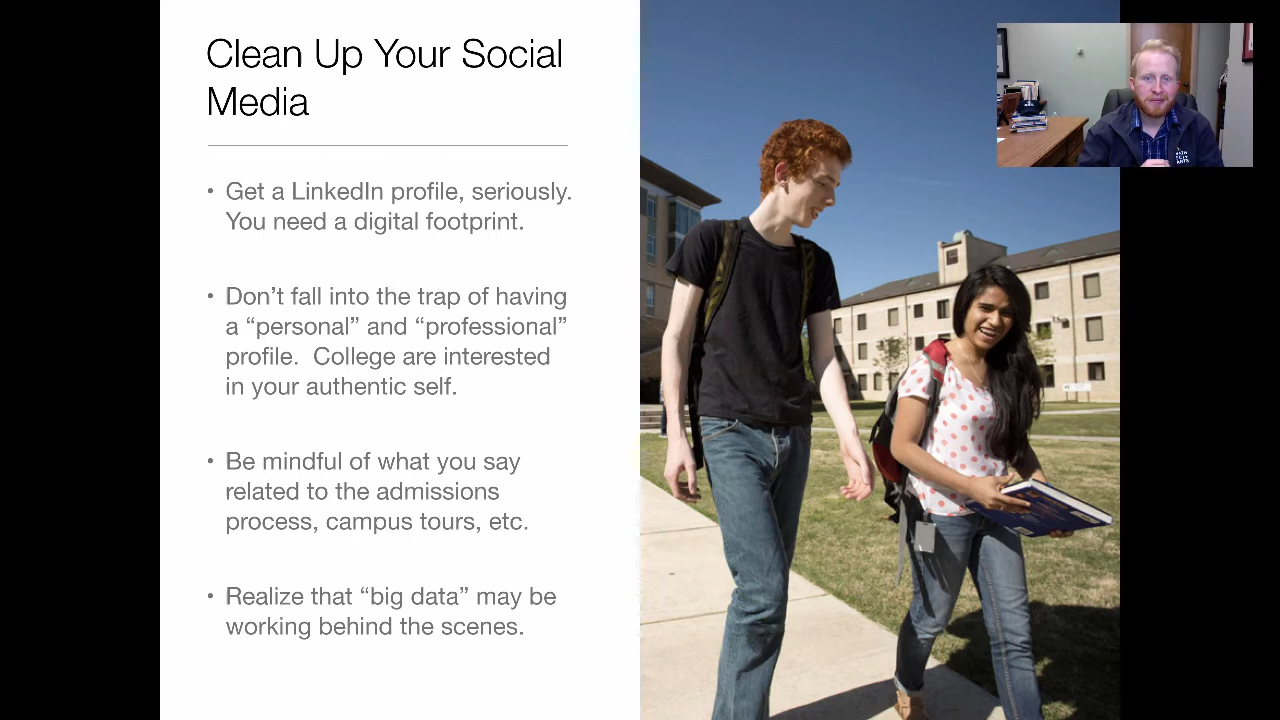 Clean Up Your Social
Media
• Get a LinkedIn profile, seriously.
You need a digital footprint.
• Don’t fall into the trap of having
a “personal” and “professional”
profile.  College are interested
in your authentic self.
• Be mindful of what you say
related to the admissions
process, campus tours, etc.
• Realize that “big data” may be
working behind the scenes.